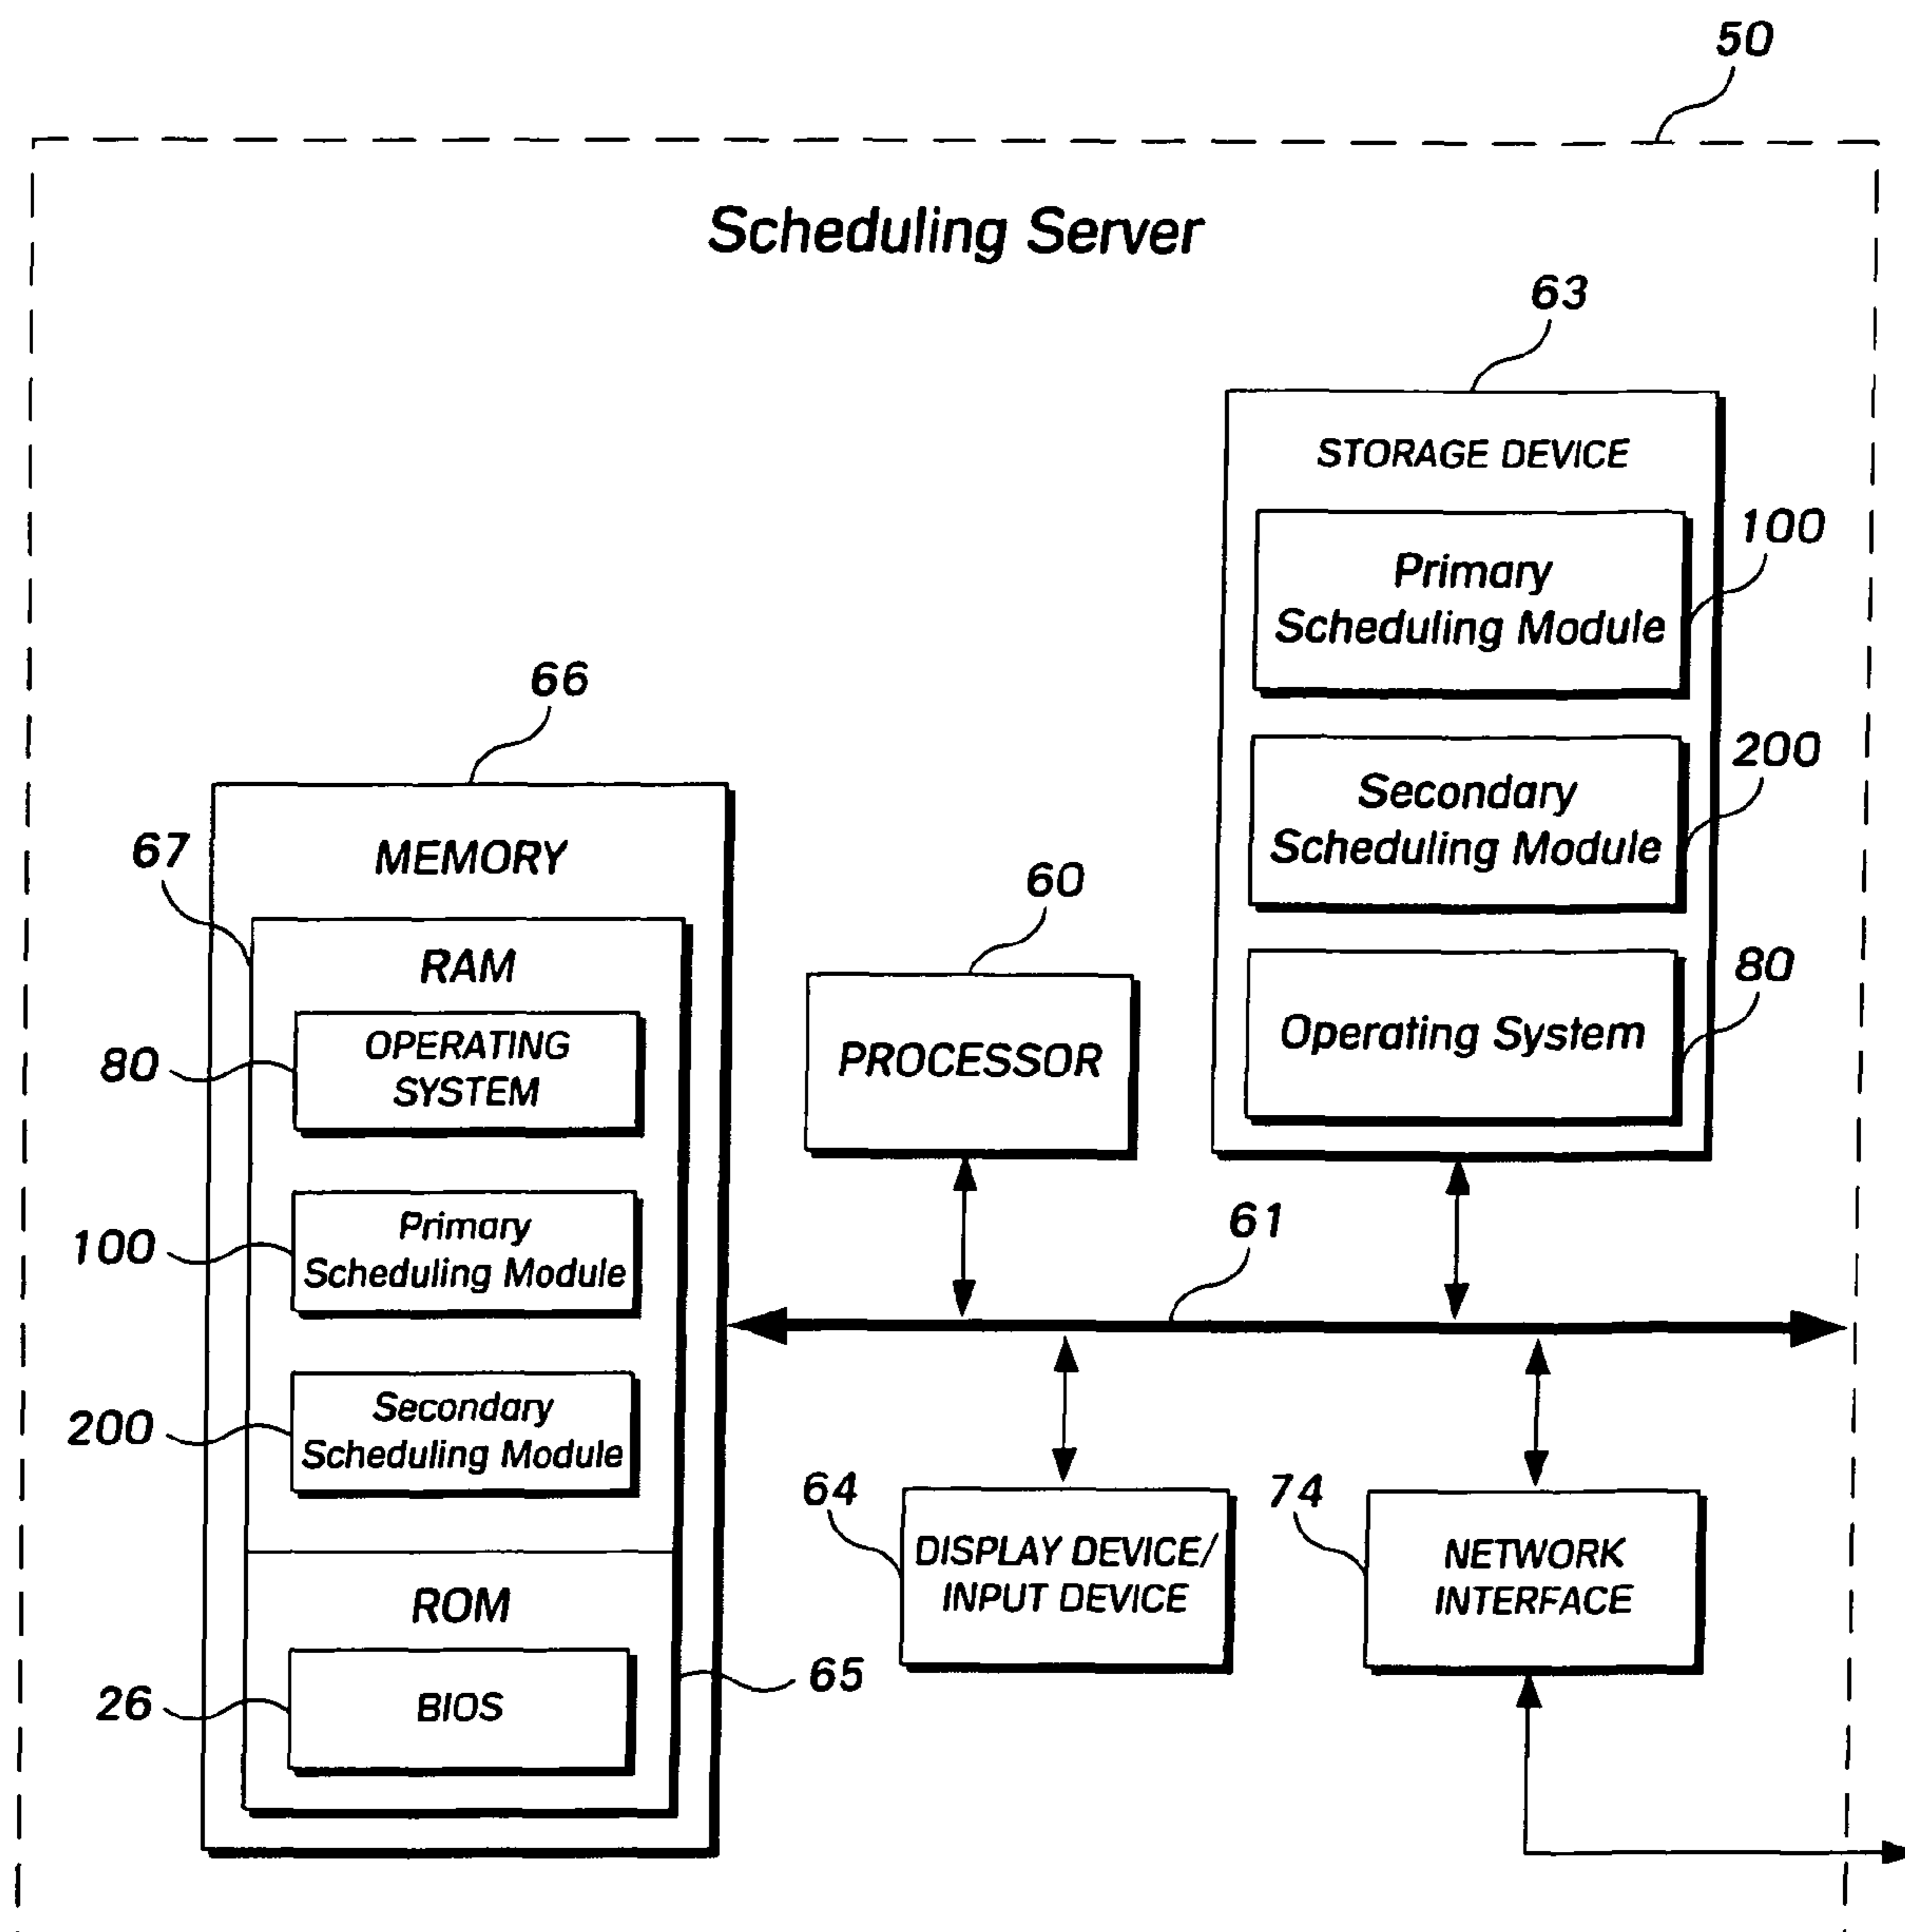 50
Scheduling Server
63
STORAGE DEVICE
100
Primary
Scheduling Module
200
Secondary
Scheduling Module
80
Operating System
66
MEMORY
67
RAM
80
OPERATING
SYSTEM
100
Primary
Scheduling Module
200
Secondary
Scheduling Module
ROM
26
BIOS
65
60
PROCESSOR
61
64
DISPLAY DEVICE/
INPUT DEVICE
74
NETWORK
INTERFACE